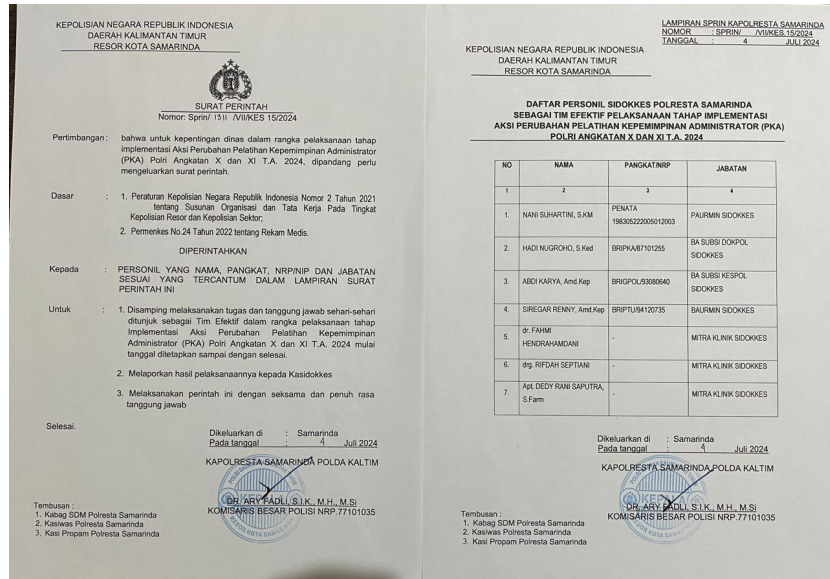 KEPOLISIAN NEGARA REPUBLIK INDONESIA
DAERAH KALIMANTAN TIMUR
RESOR KOTA SAMARINDA
SURAT PERINTAH
Nomor: Sprin/ /VII/KES 15/2024
Pertimbangan : bahwa untuk kepentingan dinas dalam rangka pelaksanaan tahap
implementasi Aksi Perubahan Pelatihan Kepemimpinan Administrator
(PKA) Polri Angkatan X dan XI T.A. 2024, dipandang perlu
mengeluarkan surat perintah.
Dasar : 1. Peraturan Kepolisian Negara Republik Indonesia Nomor 2 Tahun 2021
tentang Susunan Organisasi dan Tata Kerja Pada Tingkat
Kepolisian Resor dan Kepolisian Sektor;
2. Permenkes No.24 Tahun 2022 tentang Rekam Medis.
DIPERINTAHKAN
Kepada : PERSONIL YANG NAMA, PANGKAT, NRP/NIP DAN JABATAN
SESUAI YANG TERCANTUM DALAM LAMPIRAN SURAT
PERINTAH INI
Untuk : 1. Disamping melaksanakan tugas dan tanggung jawab sehari-sehari
ditunjuk sebagai Tim Efektif dalam rangka pelaksanaan tahap
Implementasi Aksi Perubahan Pelatihan Kepemimpinan
Administrator (PKA) Polri Angkatan X dan XI T.A. 2024 mulai
tanggal ditetapkan sampai dengan selesai.
2. Melaporkan hasil pelaksanaannya kepada Kasidokkes
3. Melaksanakan perintah ini dengan seksama dan penuh rasa
tanggung jawab
Selesai.
Dikeluarkan di : Samarinda
Pada tanggal : 4 Juli 2024
KAPOLRESTA SAMARINDA POLDA KALTIM
DR. ARY FADLI, S.I.K., M.H., M.Si
KOMISARIS BESAR POLISI NRP.77101035
Tembusan :
1. Kabag SDM Polresta Samarinda
2. Kasiwas Polresta Samarinda
3. Kasi Propam Polresta Samarinda
LAMPIRAN SPRIN KAPOLRESTA SAMARINDA
NOMOR : SPRIN/ /VII/KES.15/2024
TANGGAL : 4 JULI 2024
KEPOLISIAN NEGARA REPUBLIK INDONESIA
DAERAH KALIMANTAN TIMUR
RESOR KOTA SAMARINDA
DAFTAR PERSONIL SIDOKKES POLRESTA SAMARINDA
SEBAGAI TIM EFEKTIF PELAKSANAAN TAHAP IMPLEMENTASI
AKSI PERUBAHAN PELATIHAN KEPEMIMPINAN ADMINISTRATOR (PKA)
POLRI ANGKATAN X DAN XI T.A. 2024
NO NAMA PANGKAT/NRP JABATAN
1 2 3 4
1. NANI SUHARTINI, S.KM PENATA 198305222005012003 PAURMIN SIDOKKES
2. HADI NUGROHO, S.Ked BRIPKA/87101255 BA SUBSI DOKPOL SIDOKKES
3. ABDI KARYA, Amd.Kep BRIGPOL/93080640 BA SUBSI KESPOL SIDOKKES
4. SIREGAR RENNY, Amd.Kep BRIPTU/94120735 BAURMIN SIDOKKES
5. dr. FAHMI HENDRAHAMDANI - MITRA KLINIK SIDOKKES
6. drg. RIFDAH SEPTIANI - MITRA KLINIK SIDOKKES
7. Apt. DEDY RANI SAPUTRA, S.Farm - MITRA KLINIK SIDOKKES
Dikeluarkan di : Samarinda
Pada tanggal : 4 Juli 2024
KAPOLRESTA SAMARINDA POLDA KALTIM
DR. ARY FADLI, S.I.K., M.H., M.Si
KOMISARIS BESAR POLISI NRP.77101035
Tembusan :
1. Kabag SDM Polresta Samarinda
2. Kasiwas Polresta Samarinda
3. Kasi Propam Polresta Samarinda